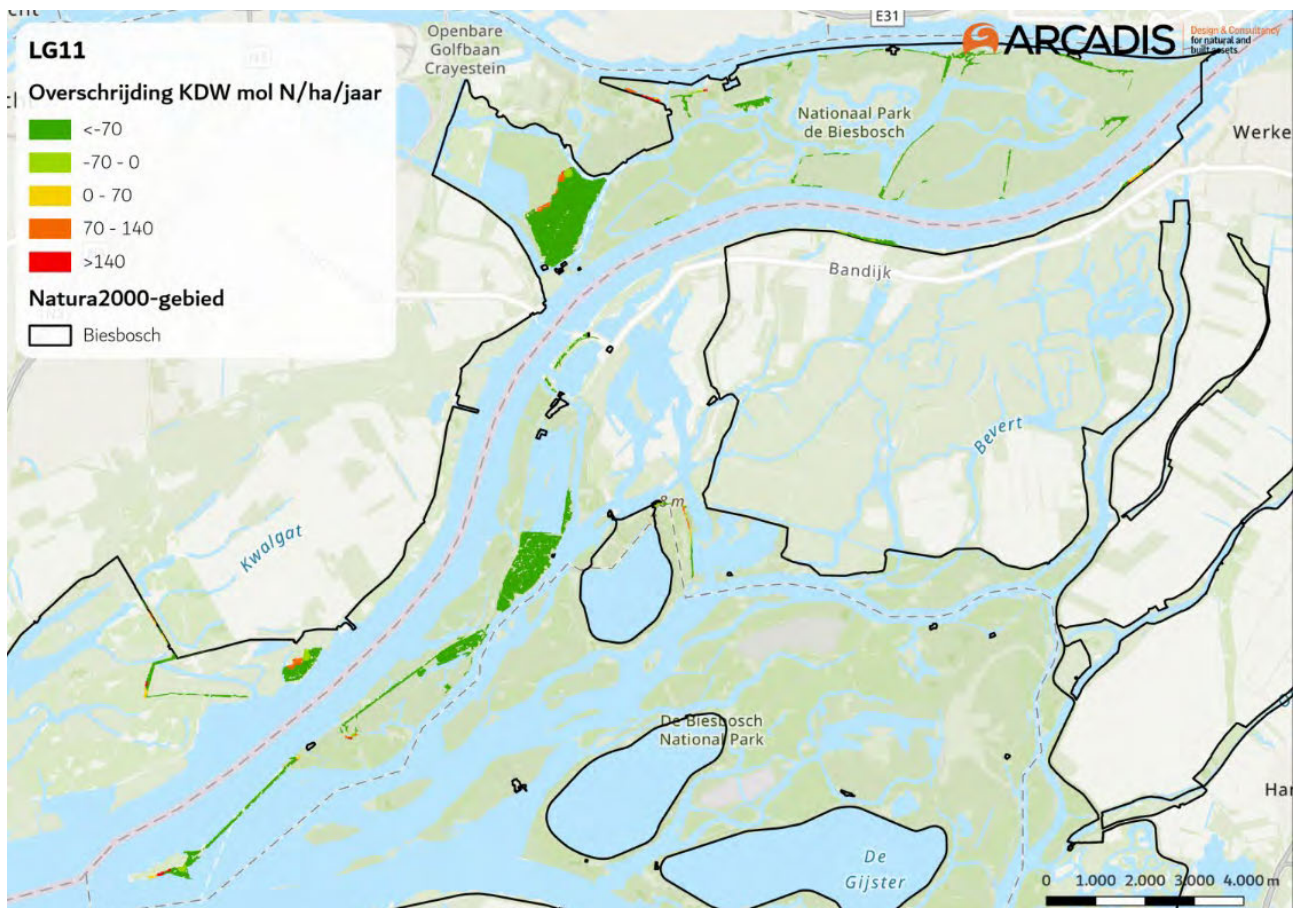 cht
E31
Openbare
Golfbaan
Crayestein
ARCADIS
Design & Consultancy
for natural and
built assets
LG11
Overschrijding KDW mol N/ha/jaar
<-70
-70 - 0
0 - 70
70 - 140
>140
Natura2000-gebied
Biesbosch
Nationaal Park
de Biesbosch
Werke
Bandijk
Bevert
8 m
Kwalgat
De Biesbosch
National Park
Har
De
Gijster
0 1.000 2.000 3.000 4.000 m